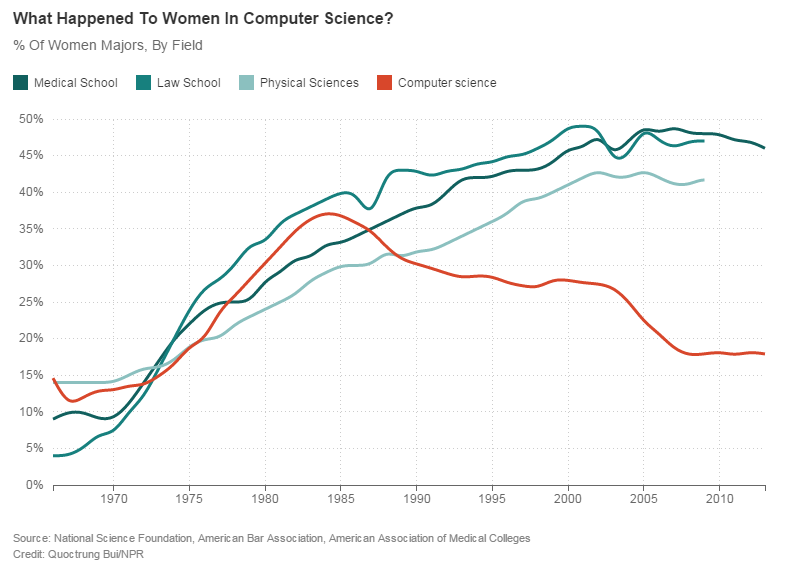 What Happened To Women In Computer Science?
% Of Women Majors, By Field
Medical School Law School Physical Sciences Computer science
50%
45%
40%
35%
30%
25%
20%
15%
10%
5%
0%
1970 1975 1980 1985 1990 1995 2000 2005 2010
Source: National Science Foundation, American Bar Association, American Association of Medical Colleges
Credit: Quoctrung Bui/NPR